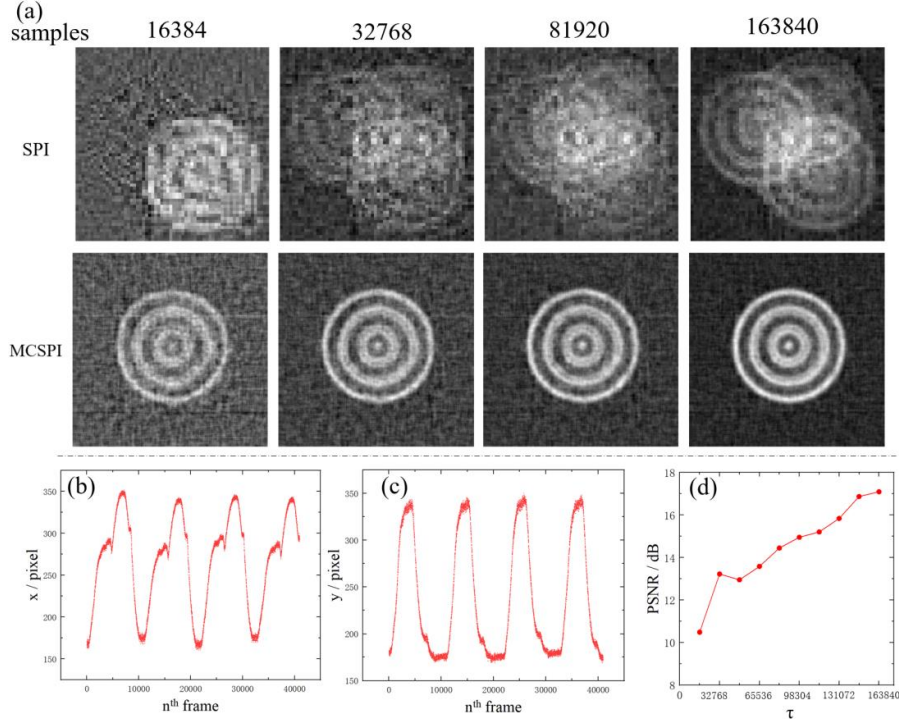 (a)
samples 16384 32768 81920 163840
SPI
MCSPI
(b)
x / pixel
350
300
250
200
150
0 10000 20000 30000 40000
nth frame
(c)
y / pixel
350
300
250
200
150
0 10000 20000 30000 40000
nth frame
(d)
PSNR / dB
18
16
14
12
10
8
0 32768 65536 98304 131072 163840
τ